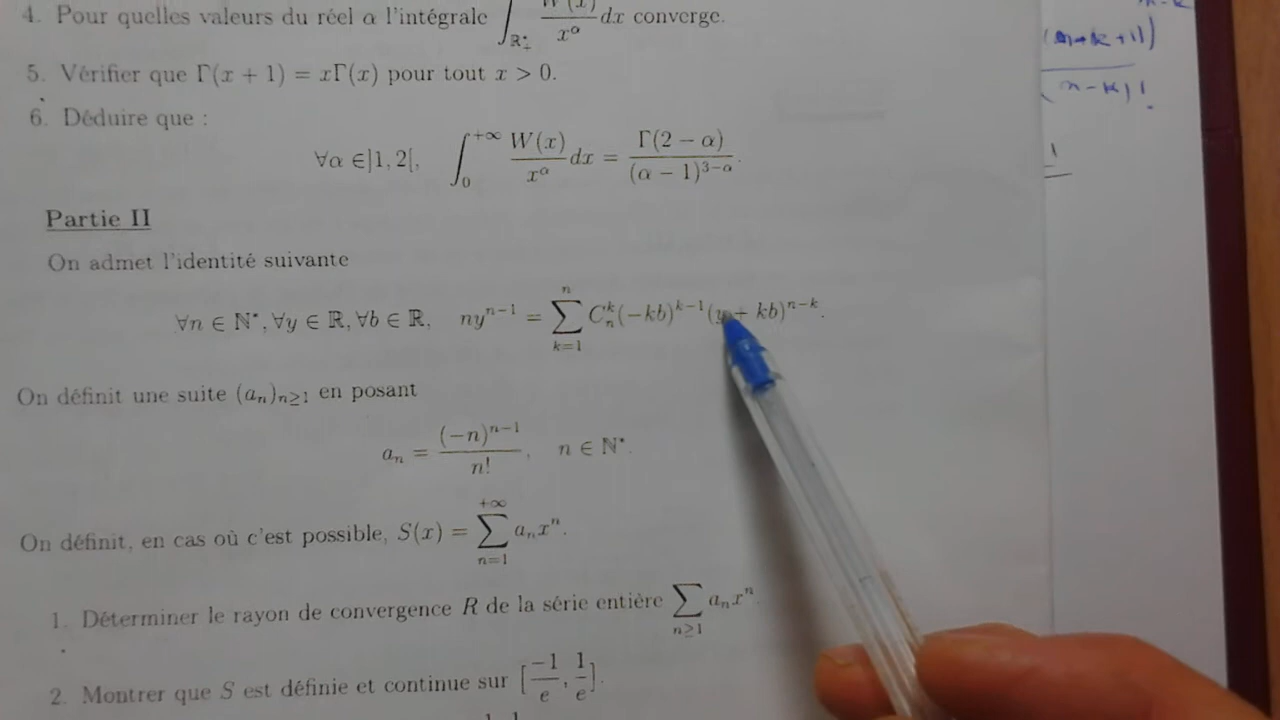 4. Pour quelles valeurs du réel α l'intégrale ∫_{ℝ*₊} W(x)/x^α dx converge.
5. Vérifier que Γ(x + 1) = xΓ(x) pour tout x > 0.
6. Déduire que :
∀α ∈]1, 2[, ∫_0^{+∞} W(x)/x^α dx = Γ(2 − α)/(α − 1)^{3−α}.
Partie II
On admet l'identité suivante
∀n ∈ ℕ*, ∀y ∈ ℝ, ∀b ∈ ℝ, ny^{n−1} = ∑_{k=1}^{n} C_n^k(−kb)^{k−1}(y + kb)^{n−k}.
On définit une suite (a_n)_{n≥1} en posant
a_n = (−n)^{n−1}/n!, n ∈ ℕ*.
On définit, en cas où c'est possible, S(x) = ∑_{n=1}^{+∞} a_n x^n.
1. Déterminer le rayon de convergence R de la série entière ∑_{n≥1} a_n x^n
2. Montrer que S est définie et continue sur [−1/e, 1/e].
(n−k)!